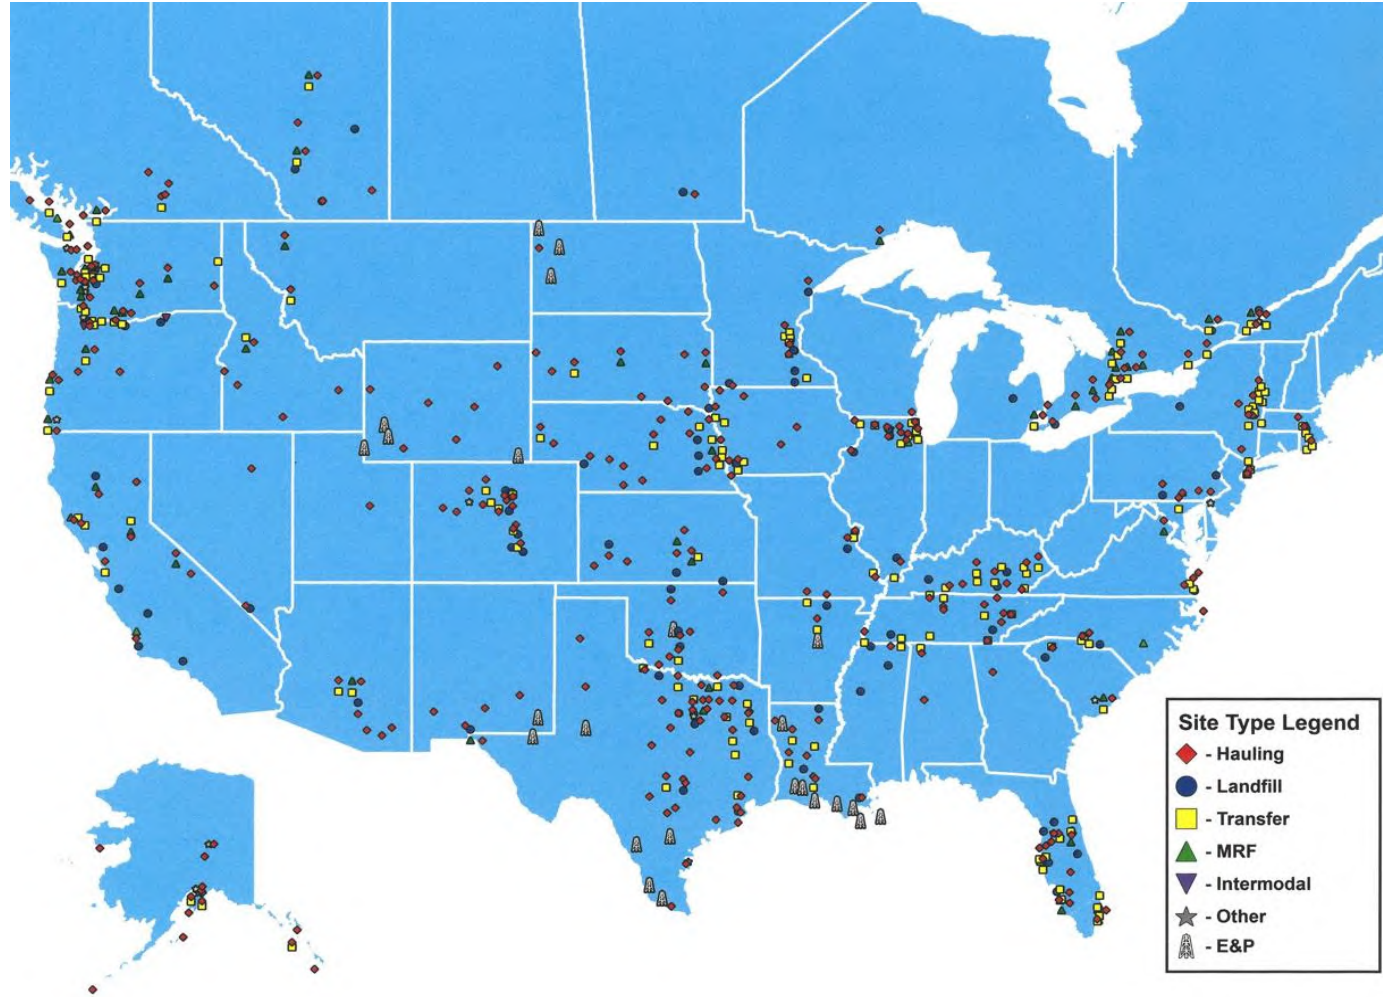 Site Type Legend
- Hauling
- Landfill
- Transfer
- MRF
- Intermodal
- Other
- E&P